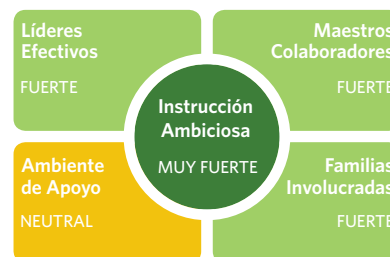 Líderes
Efectivos
FUERTE
Maestros
Colaboradores
FUERTE
Instrucción
Ambiciosa
MUY FUERTE
Ambiente
de Apoyo
NEUTRAL
Familias
Involucradas
FUERTE